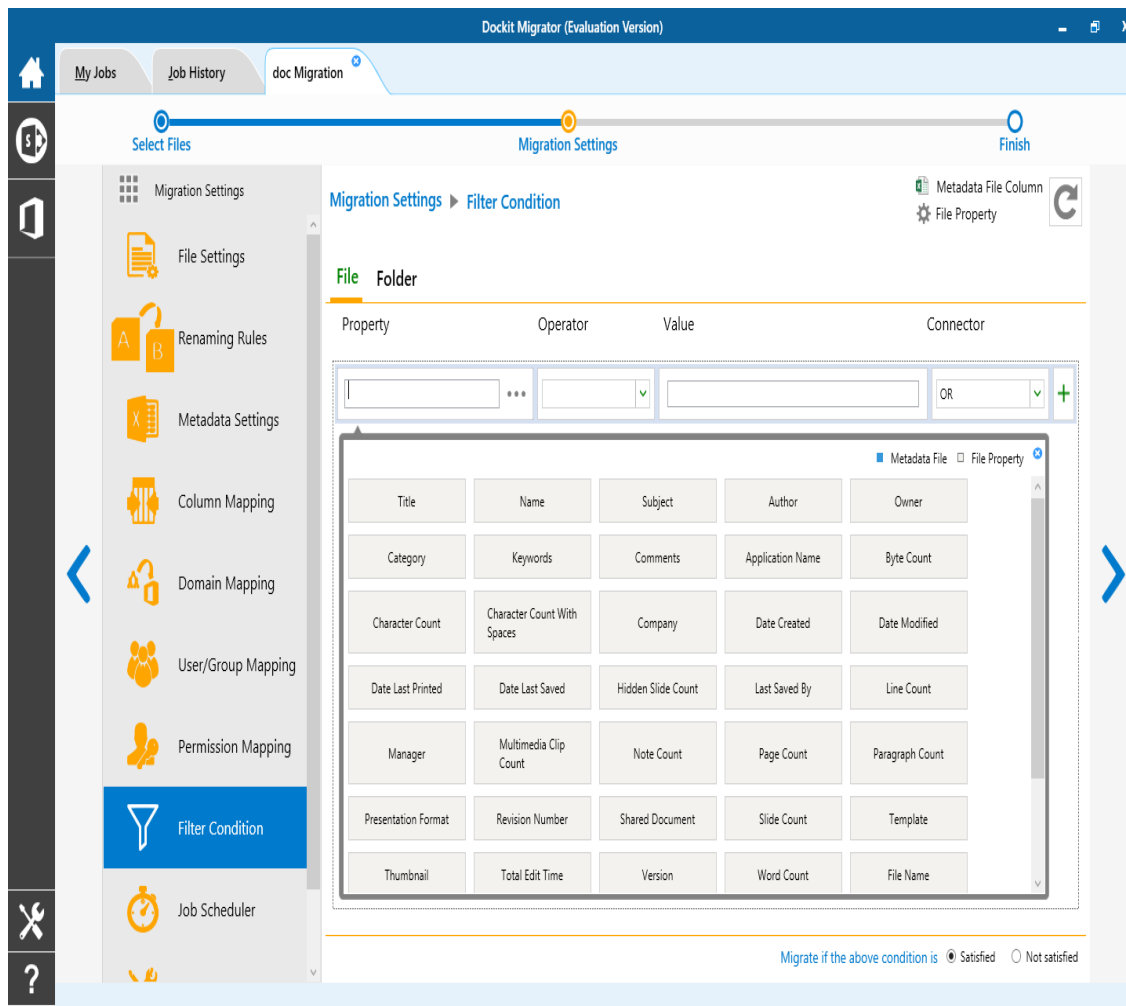 Dockit Migrator (Evaluation Version)
My Jobs
Job History
doc Migration
Select Files
Migration Settings
Finish
Migration Settings
File Settings
A
B
Renaming Rules
X
Metadata Settings
Column Mapping
Domain Mapping
User/Group Mapping
Permission Mapping
Filter Condition
Job Scheduler
S
?
Migration Settings ▶ Filter Condition
Metadata File Column
File Property
File
Folder
Property Operator Value Connector
OR
Metadata File File Property
Title Name Subject Author Owner
Category Keywords Comments Application Name Byte Count
Character Count Character Count With
Spaces Company Date Created Date Modified
Date Last Printed Date Last Saved Hidden Slide Count Last Saved By Line Count
Manager Multimedia Clip
Count Note Count Page Count Paragraph Count
Presentation Format Revision Number Shared Document Slide Count Template
Thumbnail Total Edit Time Version Word Count File Name
Migrate if the above condition is Satisfied Not satisfied